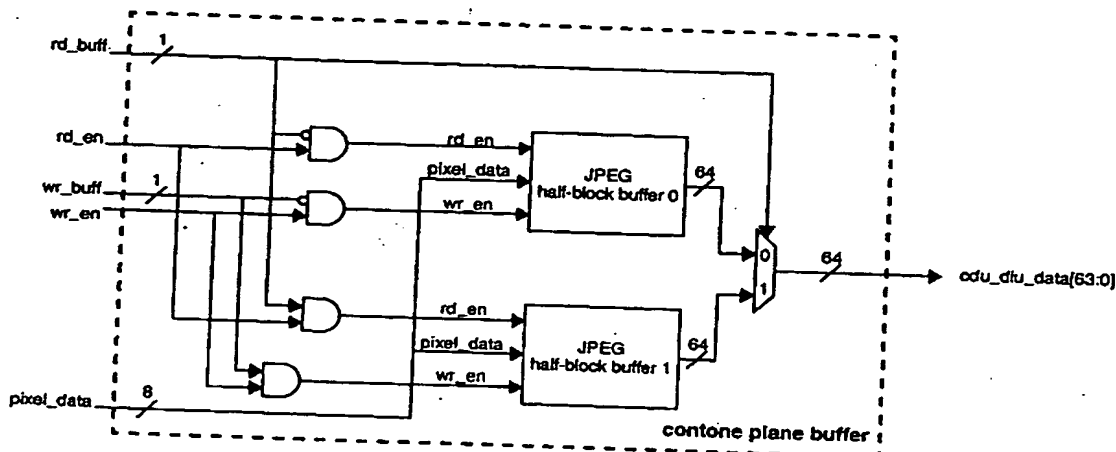 rd_buff
1
rd_en
rd_en
64
pixel_data
JPEG
half-block buffer 0
wr_buff
1
wr_en
wr_en
0
64
cdu_diu_data[63:0]
1
rd_en
JPEG
half-block buffer 1
64
pixel_data
wr_en
pixel_data
8
contone plane buffer